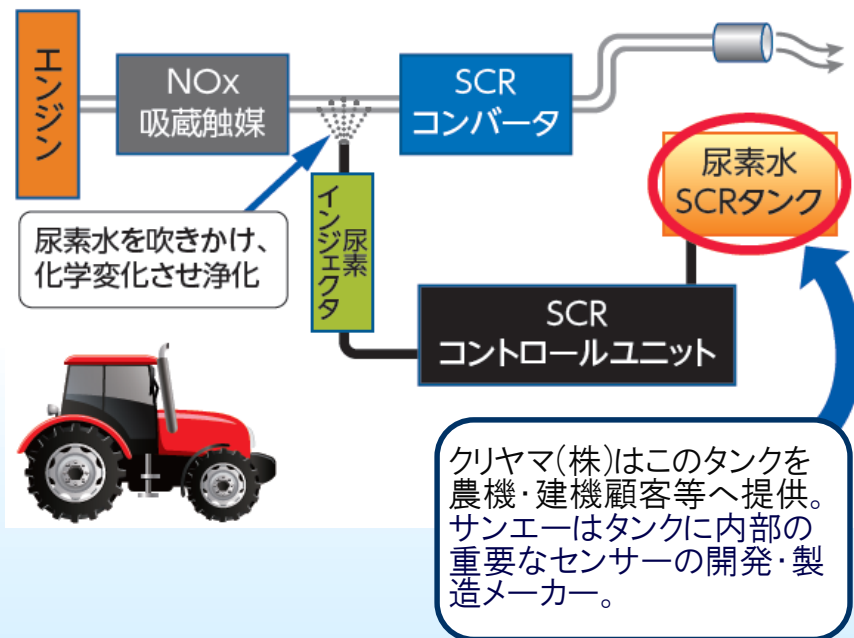 エンジン
NOx
吸蔵触媒
SCR
コンバータ
尿素水
SCRタンク
尿素水を吹きかけ、
化学変化させ浄化
尿素
インジェクタ
SCR
コントロールユニット
クリヤマ(株)はこのタンクを
農機・建機顧客等へ提供。
サンエーはタンクに内部の
重要なセンサーの開発・製
造メーカー。